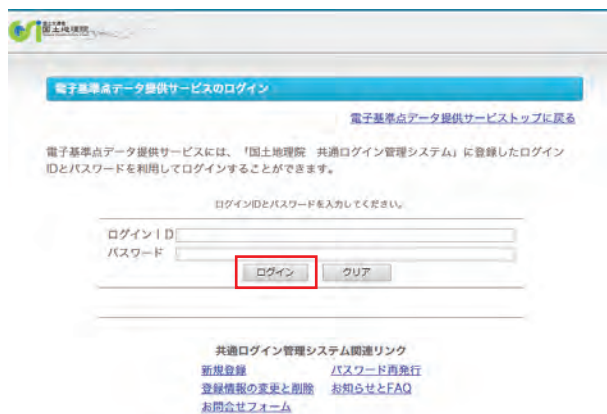 国土地理院
電子基準点データ提供サービスのログイン
電子基準点データ提供サービストップに戻る
電子基準点データ提供サービスには、「国土地理院　共通ログイン管理システム」に登録したログイン
IDとパスワードを利用してログインすることができます。
ログインIDとパスワードを入力してください。
ログインID
パスワード
ログイン クリア
共通ログイン管理システム関連リンク
新規登録 パスワード再発行
登録情報の変更と削除 お知らせとFAQ
お問合せフォーム